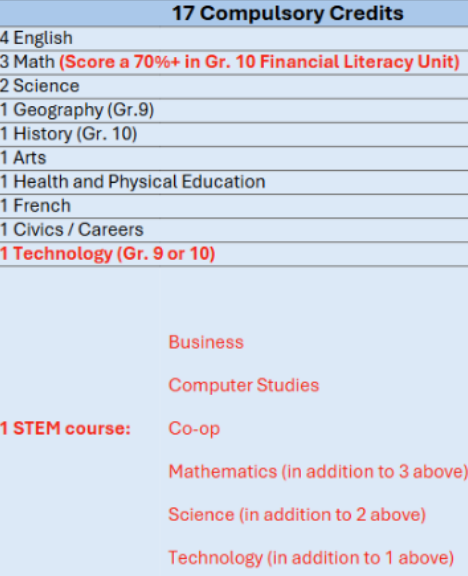 17 Compulsory Credits
4 English
3 Math (Score a 70%+ in Gr. 10 Financial Literacy Unit)
2 Science
1 Geography (Gr.9)
1 History (Gr. 10)
1 Arts
1 Health and Physical Education
1 French
1 Civics / Careers
1 Technology (Gr. 9 or 10)
Business
Computer Studies
1 STEM course: Co-op
Mathematics (in addition to 3 above)
Science (in addition to 2 above)
Technology (in addition to 1 above)